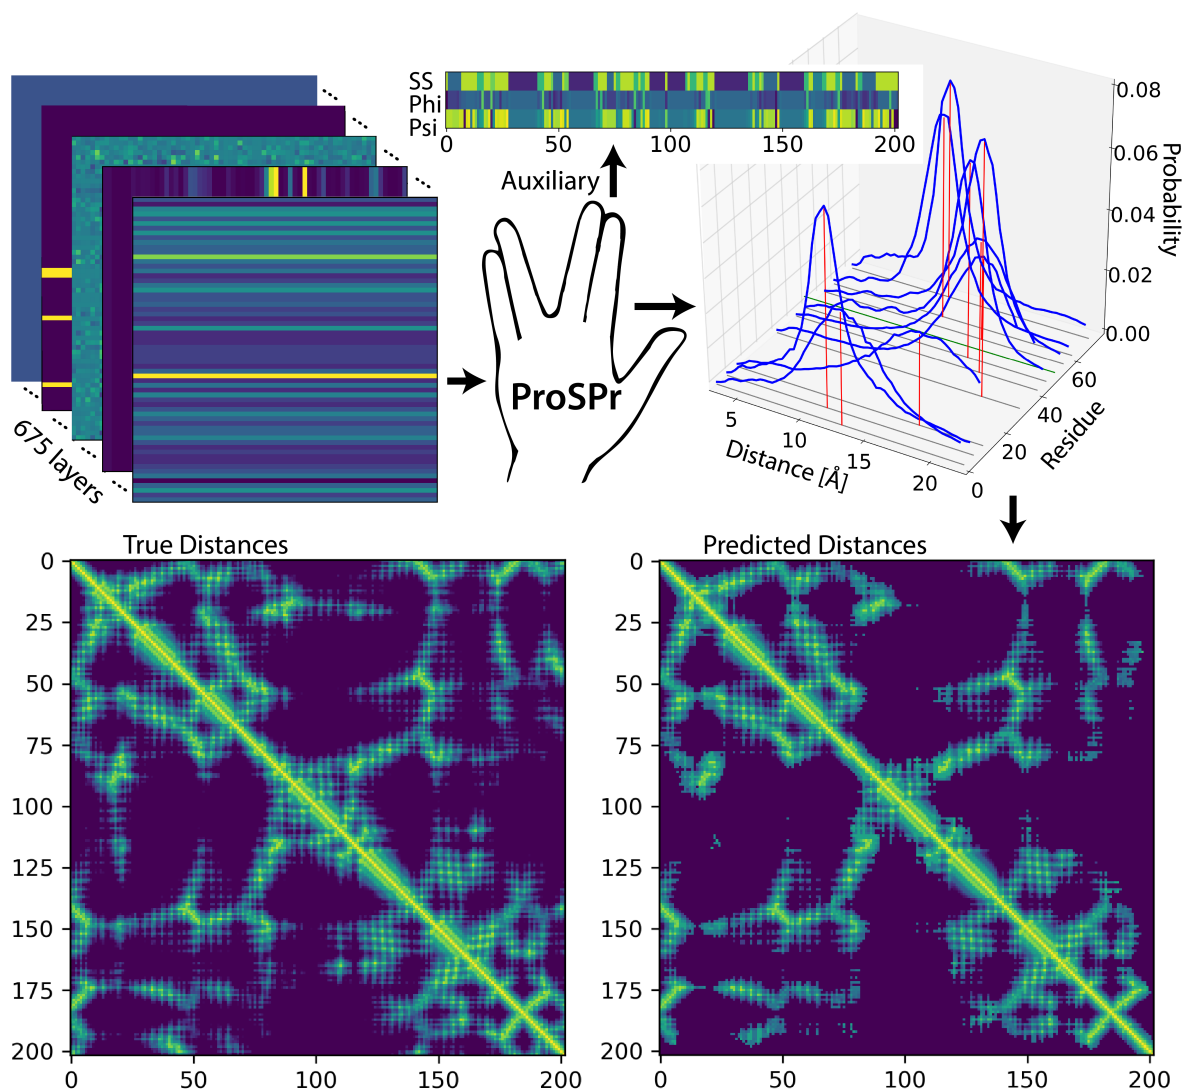 675 layers
SS
Phi
Psi
0 50 100 150 200
Auxiliary
ProSPr
0.08
0.06
0.04
0.02
0.00
Probability
5 10 15 20
Distance [Å]
0 20 40 60
Residue
True Distances
0
25
50
75
100
125
150
175
200
0 50 100 150 200
Predicted Distances
0
25
50
75
100
125
150
175
200
0 50 100 150 200